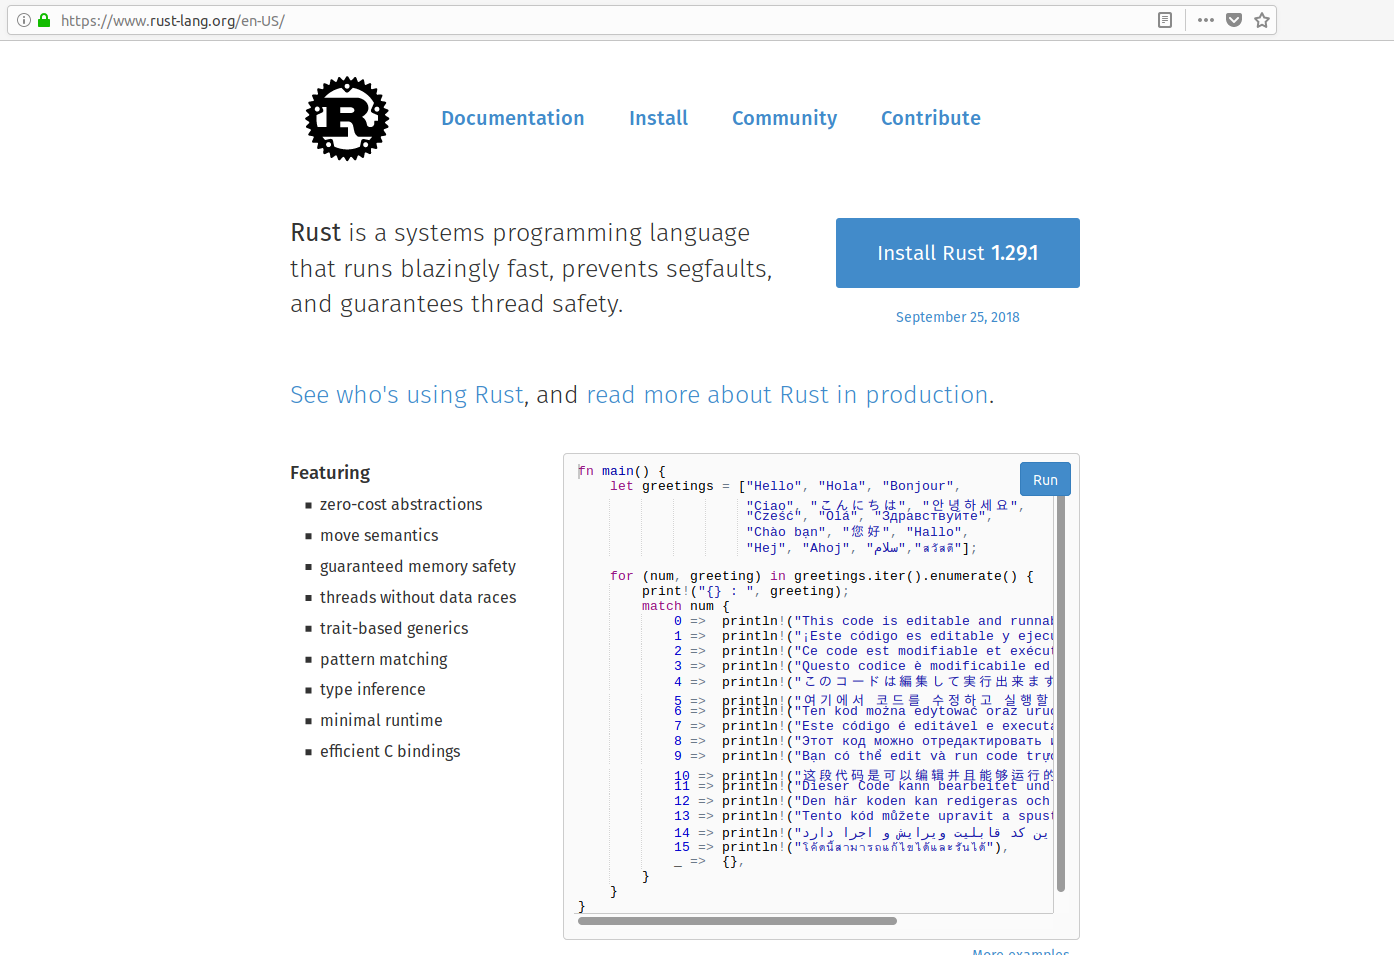 https://www.rust-lang.org/en-US/
R
Documentation Install Community Contribute
Rust is a systems programming language
that runs blazingly fast, prevents segfaults,
and guarantees thread safety.
Install Rust 1.29.1
September 25, 2018
See who's using Rust, and read more about Rust in production.
Featuring
zero-cost abstractions
move semantics
guaranteed memory safety
threads without data races
trait-based generics
pattern matching
type inference
minimal runtime
efficient C bindings
Run
fn main() {
let greetings = ["Hello", "Hola", "Bonjour",
"Ciao", "こんにちは", "안녕하세요",
"Cześć", "Olá", "Здравствуйте",
"Chào bạn", "您好", "Hallo",
"Hej", "Ahoj", "سلام","สวัสดี"];
for (num, greeting) in greetings.iter().enumerate() {
print!("{} : ", greeting);
match num {
0 => println!("This code is editable and runnab
1 => println!("¡Este código es editable y ejecu
2 => println!("Ce code est modifiable et exécut
3 => println!("Questo codice è modificabile ed
4 => println!("このコードは編集して実行出来ます
5 => println!("여기에서 코드를 수정하고 실행할
6 => println!("Ten kod można edytować oraz uruc
7 => println!("Este código é editável e executá
8 => println!("Этот код можно отредактировать и
9 => println!("Bạn có thể edit và run code trực
10 => println!("这段代码是可以编辑并且能够运行的
11 => println!("Dieser Code kann bearbeitet und
12 => println!("Den här koden kan redigeras och
13 => println!("Tento kód můžete upravit a spust
14 => println!("ین کد قابلیت ویرایش و اجرا دارد
15 => println!("โค้ดนี้สามารถแก้ไขได้และรันได้"),
_ => {},
}
}
}
More examples